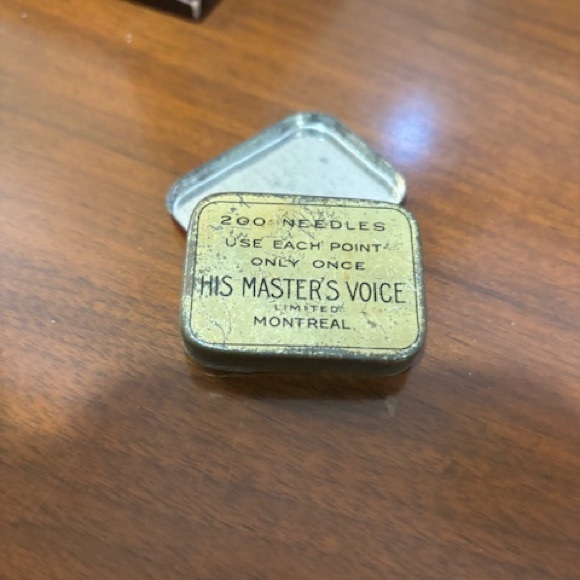 200 NEEDLES
USE EACH POINT
ONLY ONCE
HIS MASTER'S VOICE
LIMITED
MONTREAL.